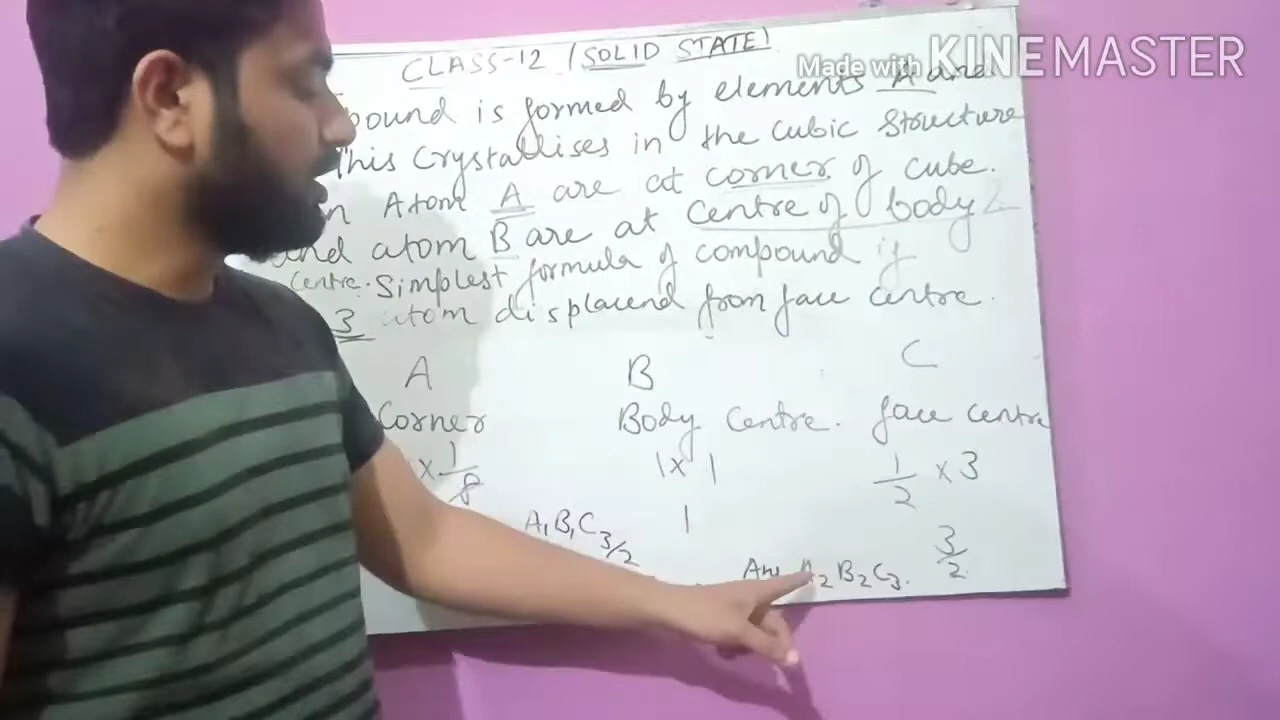 CLASS-12 (SOLID STATE)
Made with KINEMASTER
pound is formed by elements A and
This Crystallises in the Cubic Structure
n Atom A are at corner of cube.
and atom B are at Centre of body
Centre. Simplest formula of compound if
3 atom displacend from face centre.
A B C
Corner Body Centre. face centre
x 1/8 1 x 1 1/2 x 3
A1B1C3/2 1 3/2
Ans A2B2C3.